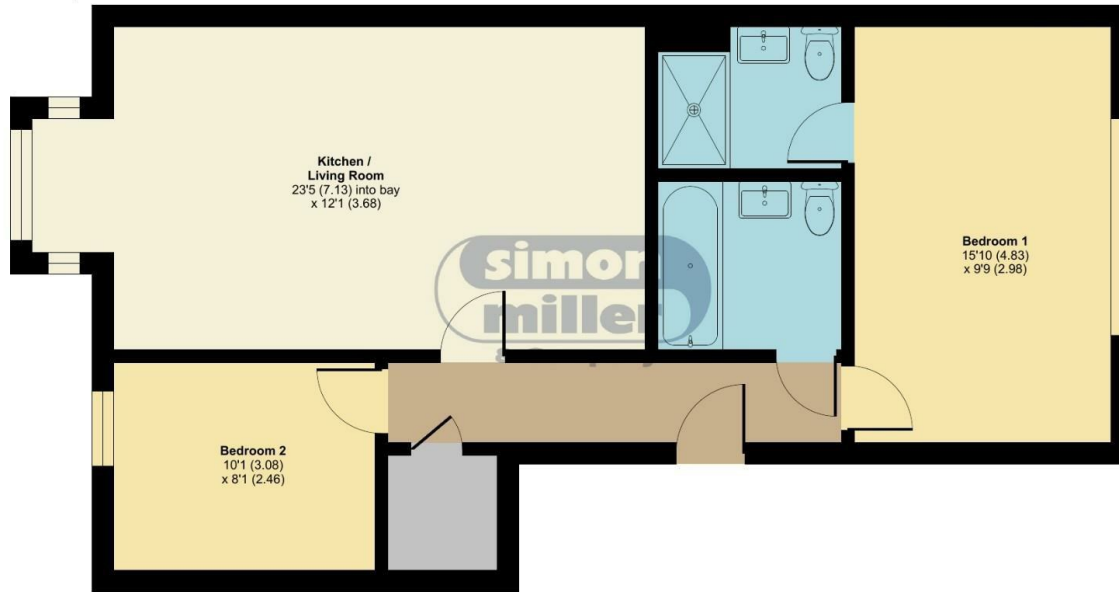 Kitchen /
Living Room
23'5 (7.13) into bay
x 12'1 (3.68)
Bedroom 1
15'10 (4.83)
x 9'9 (2.98)
simon
miller
Bedroom 2
10'1 (3.08)
x 8'1 (2.46)